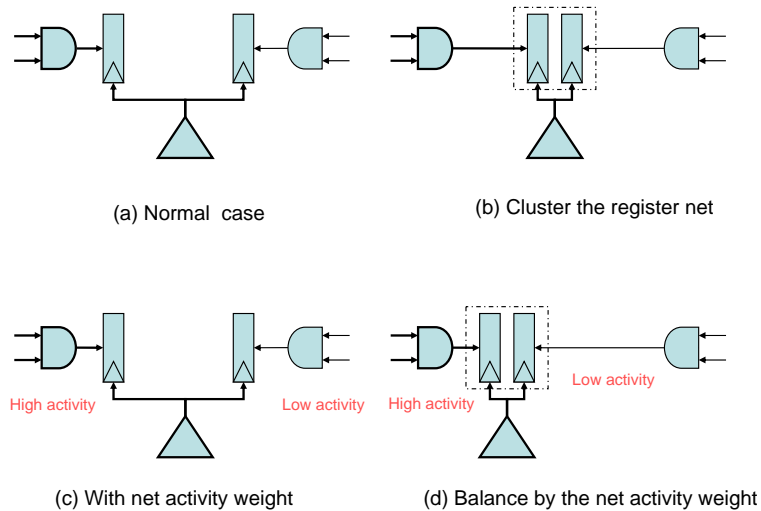 (a) Normal case
(b) Cluster the register net
High activity
Low activity
High activity
Low activity
(c) With net activity weight
(d) Balance by the net activity weight